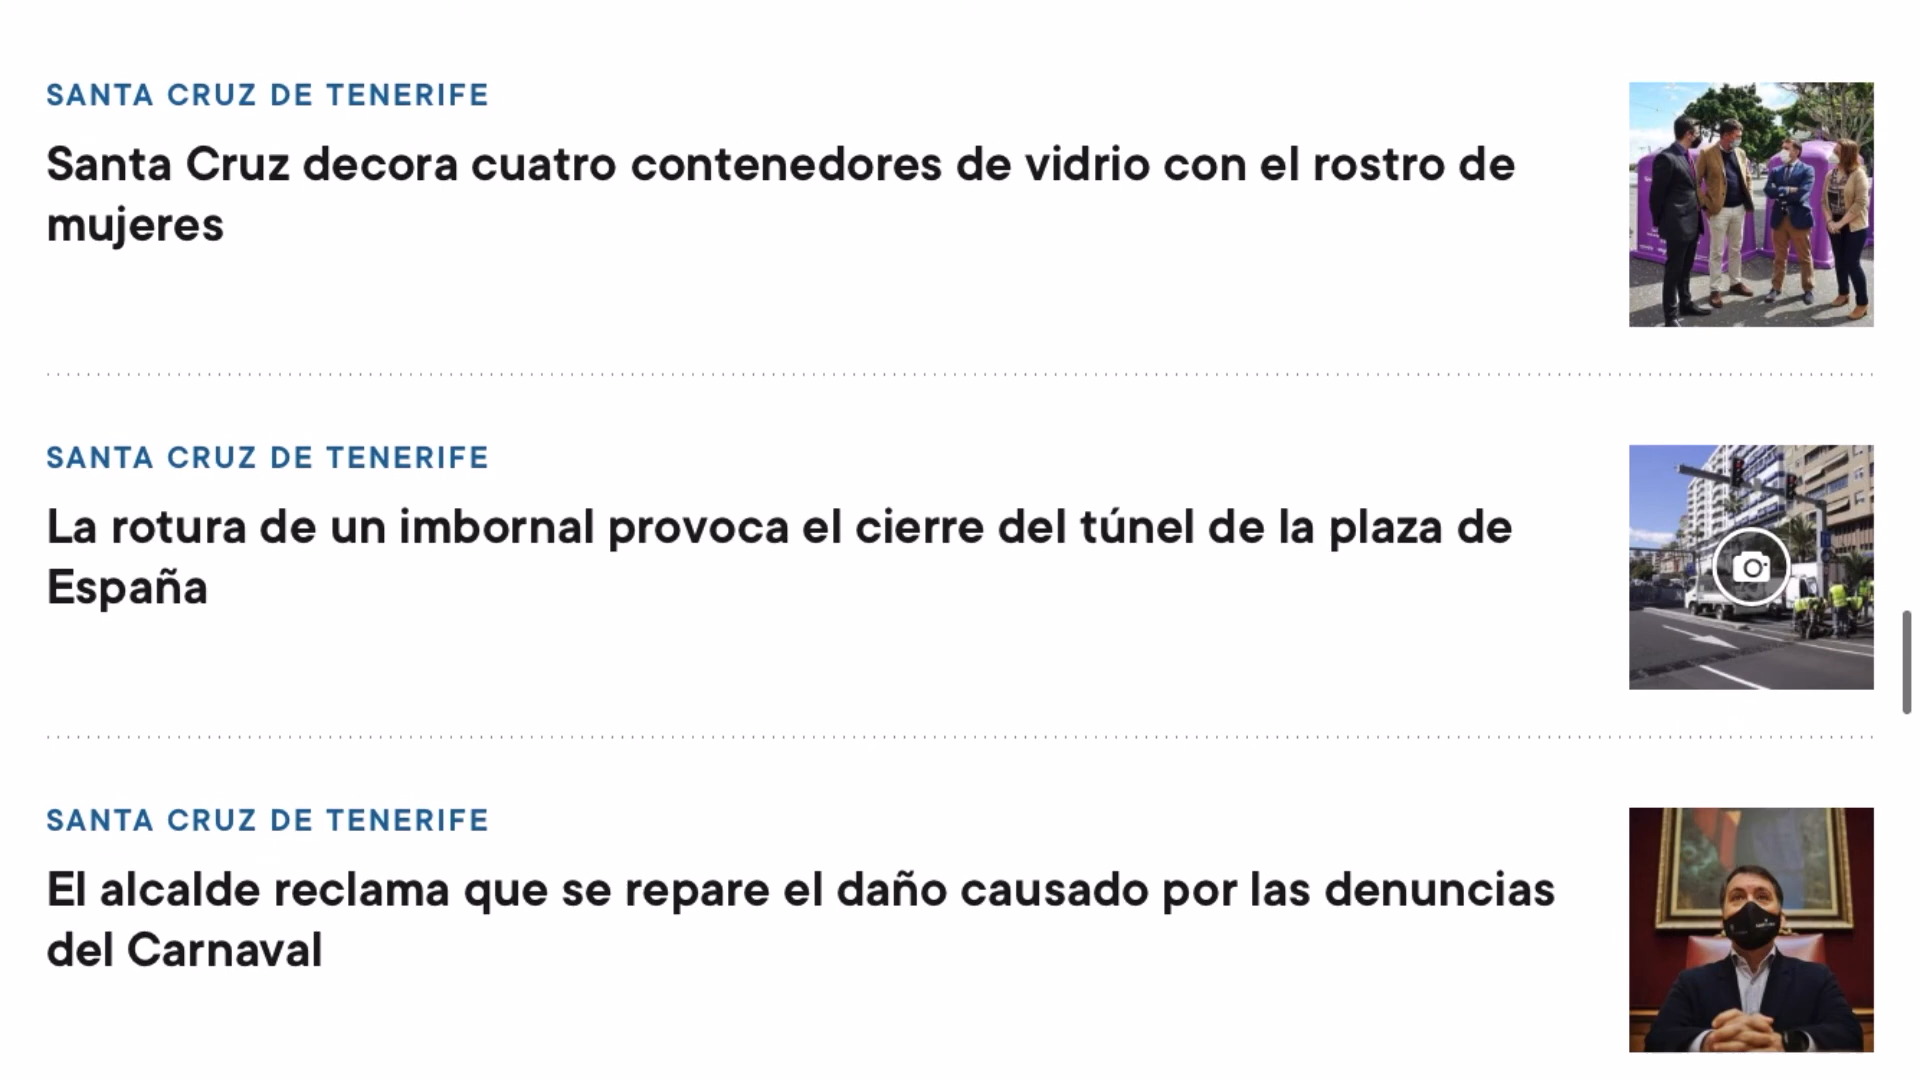 SANTA CRUZ DE TENERIFE
Santa Cruz decora cuatro contenedores de vidrio con el rostro de
mujeres
SANTA CRUZ DE TENERIFE
La rotura de un imbornal provoca el cierre del túnel de la plaza de
España
SANTA CRUZ DE TENERIFE
El alcalde reclama que se repare el daño causado por las denuncias
del Carnaval